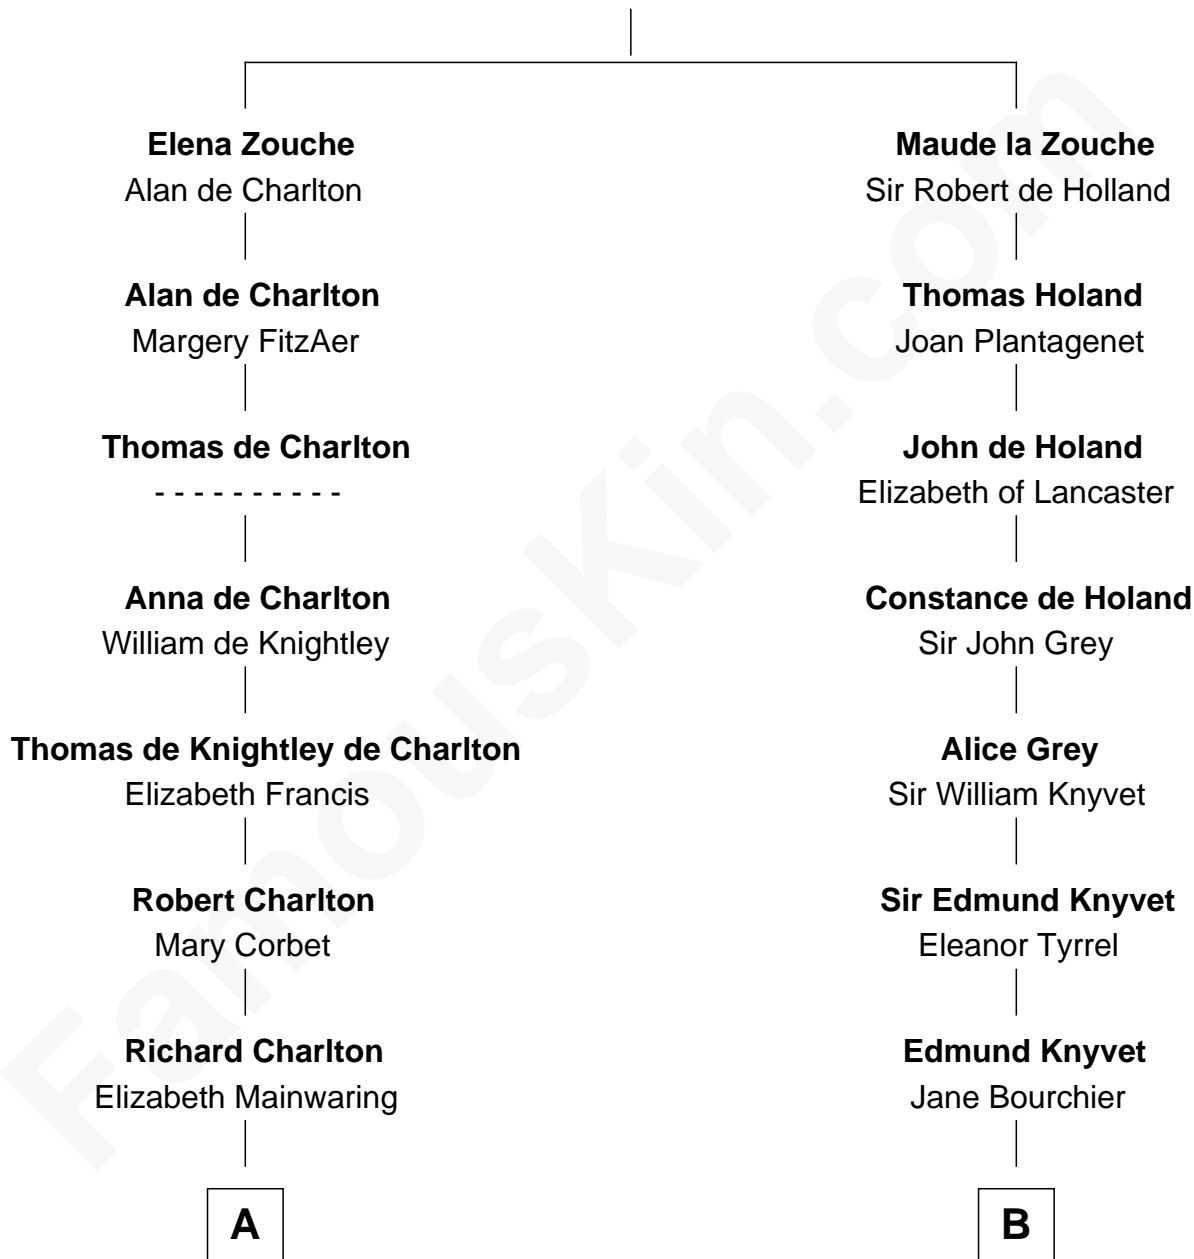 Elena Zouche
Alan de Charlton
Maude la Zouche
Sir Robert de Holland
Alan de Charlton
Margery FitzAer
Thomas Holand
Joan Plantagenet
Thomas de Charlton
- - - - - - - - - -
John de Holand
Elizabeth of Lancaster
Anna de Charlton
William de Knightley
Constance de Holand
Sir John Grey
Thomas de Knightley de Charlton
Elizabeth Francis
Alice Grey
Sir William Knyvet
Robert Charlton
Mary Corbet
Sir Edmund Knyvet
Eleanor Tyrrel
Richard Charlton
Elizabeth Mainwaring
Edmund Knyvet
Jane Bourchier
A
B
FamousKin.com